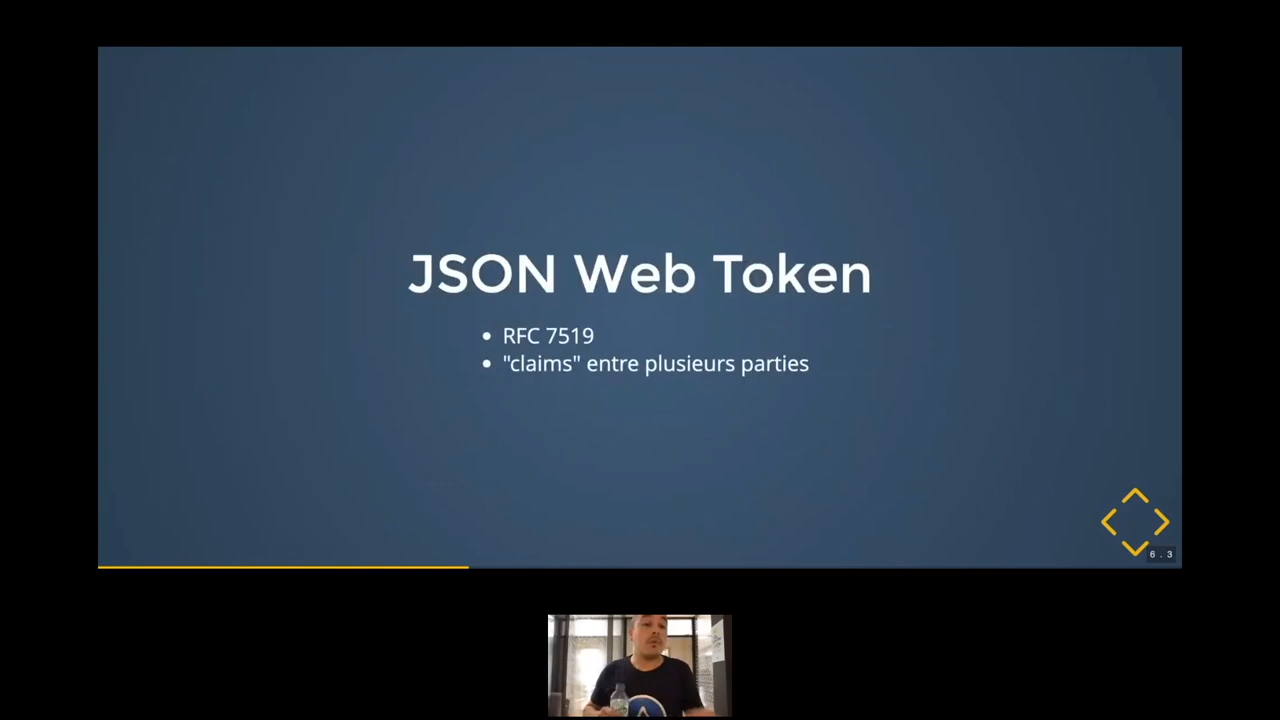 JSON Web Token
• RFC 7519
• "claims" entre plusieurs parties
6.3